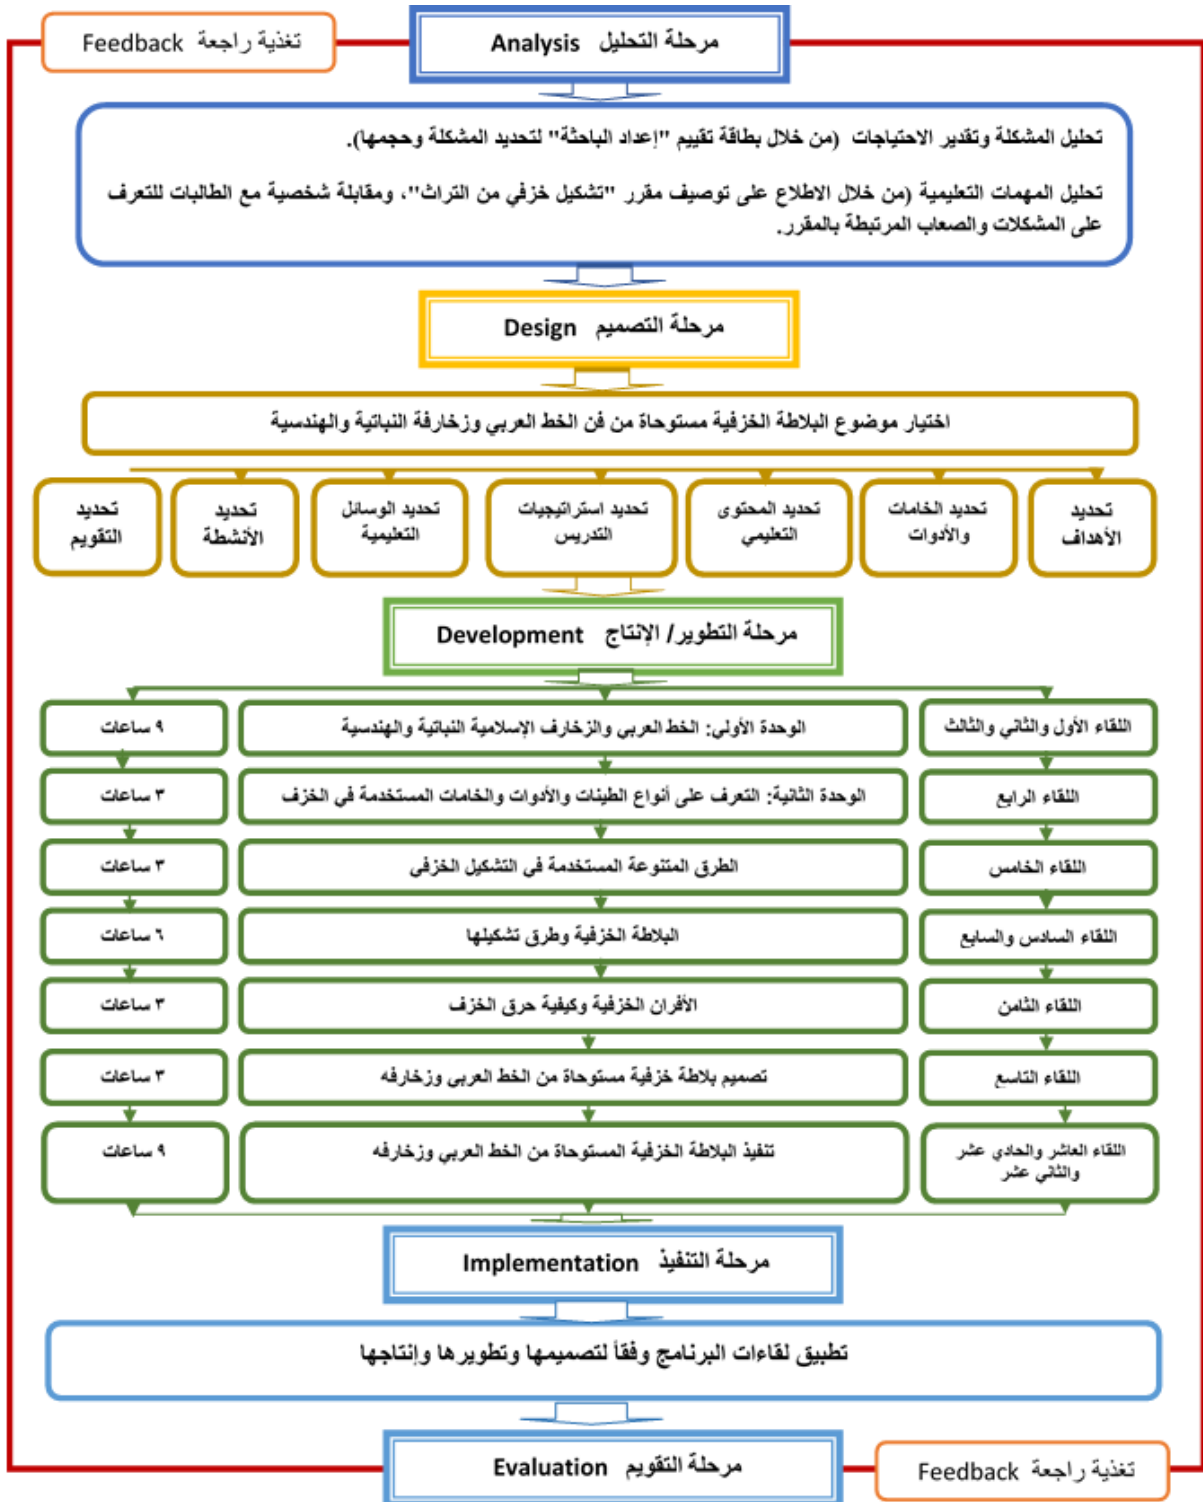 تغذية راجعة Feedback
مرحلة التحليل Analysis
تحليل المشكلة وتقدير الاحتياجات (من خلال بطاقة تقييم "إعداد الباحثة" لتحديد المشكلة وحجمها).
تحليل المهمات التعليمية (من خلال الاطلاع على توصيف مقرر "تشكيل خزفي من التراث"، ومقابلة شخصية مع الطالبات للتعرف
على المشكلات والصعاب المرتبطة بالمقرر.
مرحلة التصميم Design
اختيار موضوع البلاطة الخزفية مستوحاة من فن الخط العربي وزخارفة النباتية والهندسية
تحديد
الأهداف
تحديد الخامات
والأدوات
تحديد المحتوى
التعليمي
تحديد استراتيجيات
التدريس
تحديد الوسائل
التعليمية
تحديد
الأنشطة
تحديد
التقويم
مرحلة التطوير/ الإنتاج Development
اللقاء الأول والثاني والثالث
الوحدة الأولي: الخط العربي والزخارف الإسلامية النباتية والهندسية
٩ ساعات
اللقاء الرابع
الوحدة الثانية: التعرف على أنواع الطينات والأدوات والخامات المستخدمة في الخزف
٣ ساعات
اللقاء الخامس
الطرق المتنوعة المستخدمة في التشكيل الخزفي
٣ ساعات
اللقاء السادس والسابع
البلاطة الخزفية وطرق تشكيلها
٦ ساعات
اللقاء الثامن
الأفران الخزفية وكيفية حرق الخزف
٣ ساعات
اللقاء التاسع
تصميم بلاطة خزفية مستوحاة من الخط العربي وزخارفه
٣ ساعات
اللقاء العاشر والحادي عشر
والثاني عشر
تنفيذ البلاطة الخزفية المستوحاة من الخط العربي وزخارفه
٩ ساعات
مرحلة التنفيذ Implementation
تطبيق لقاءات البرنامج وفقاً لتصميمها وتطويرها وإنتاجها
مرحلة التقويم Evaluation
تغذية راجعة Feedback